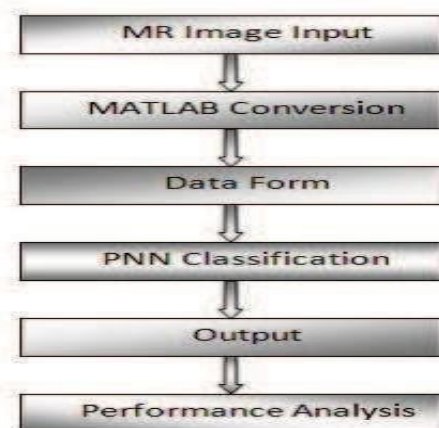 MR Image Input
MATLAB Conversion
Data Form
PNN Classification
Output
Performance Analysis